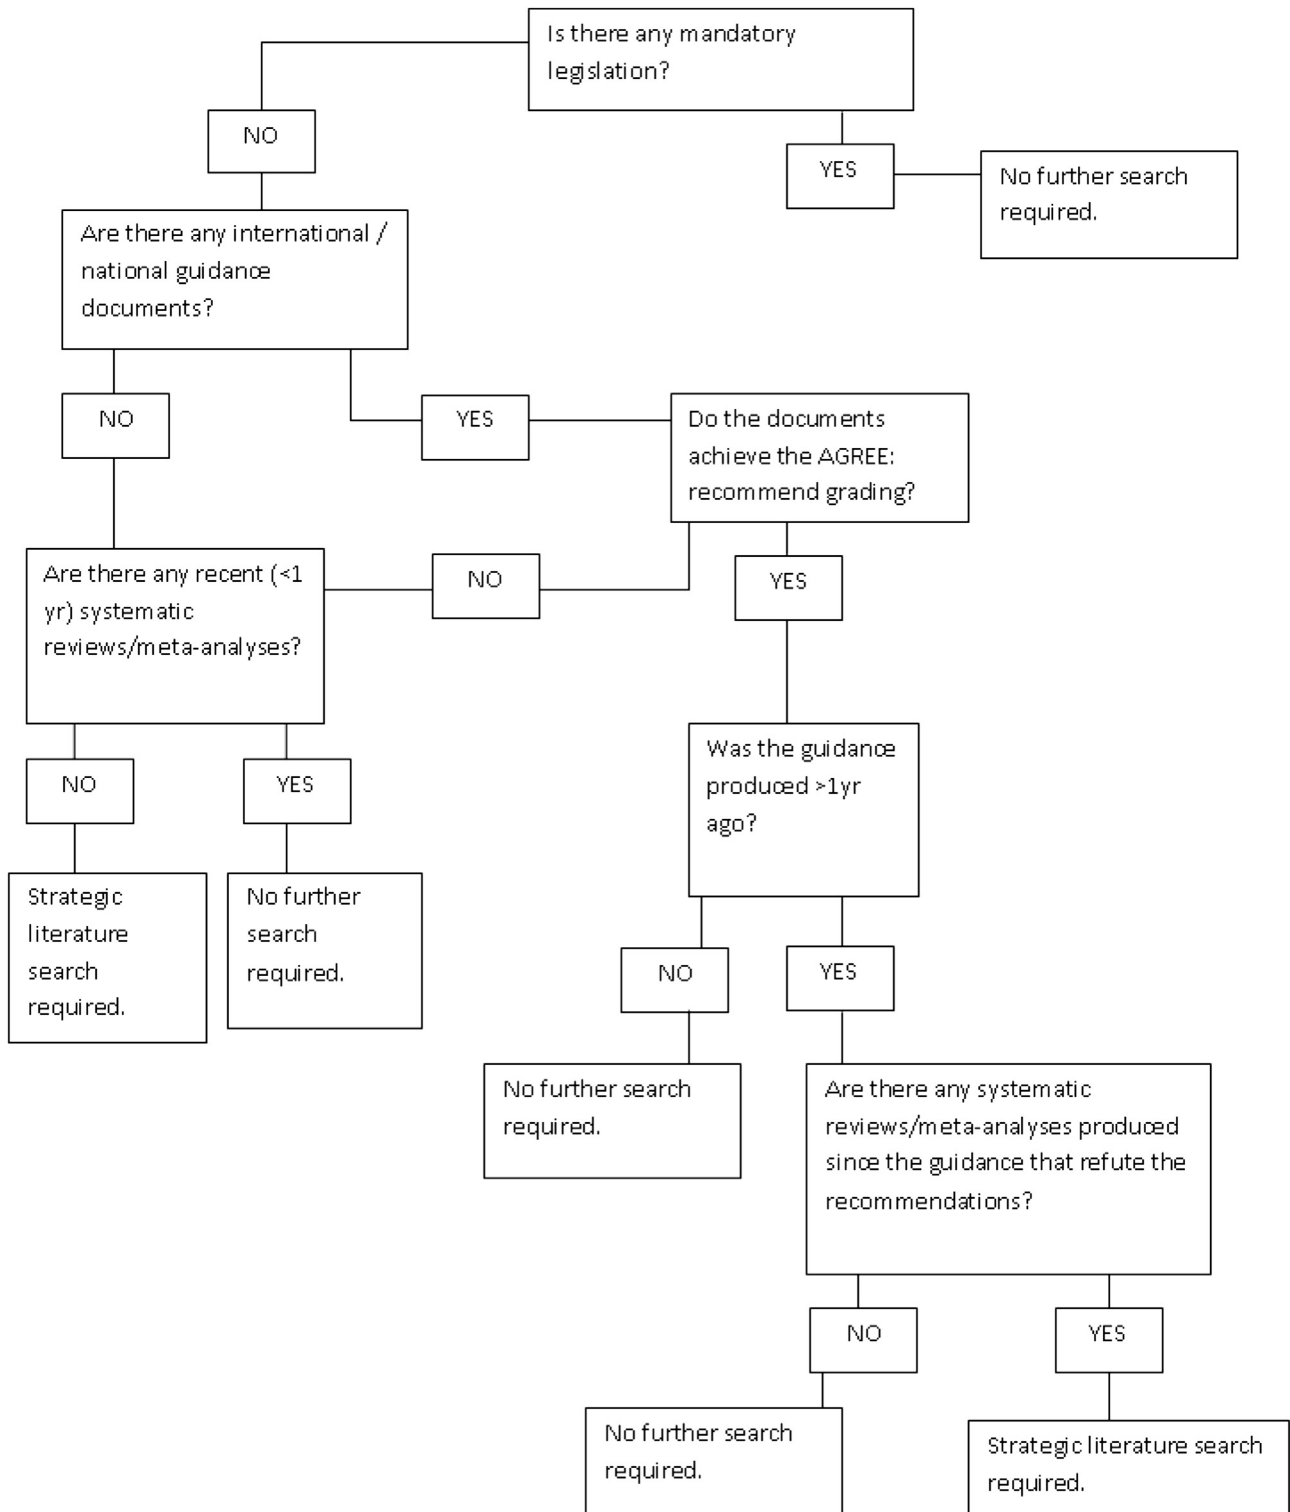 Is there any mandatory
legislation?
NO
YES
No further search
required.
Are there any international /
national guidance
documents?
NO
YES
Do the documents
achieve the AGREE:
recommend grading?
Are there any recent (<1
yr) systematic
reviews/meta-analyses?
NO
YES
Was the guidance
produced >1yr
ago?
NO
YES
Strategic
literature
search
required.
No further
search
required.
NO
YES
No further search
required.
Are there any systematic
reviews/meta-analyses produced
since the guidance that refute the
recommendations?
NO
YES
No further search
required.
Strategic literature search
required.